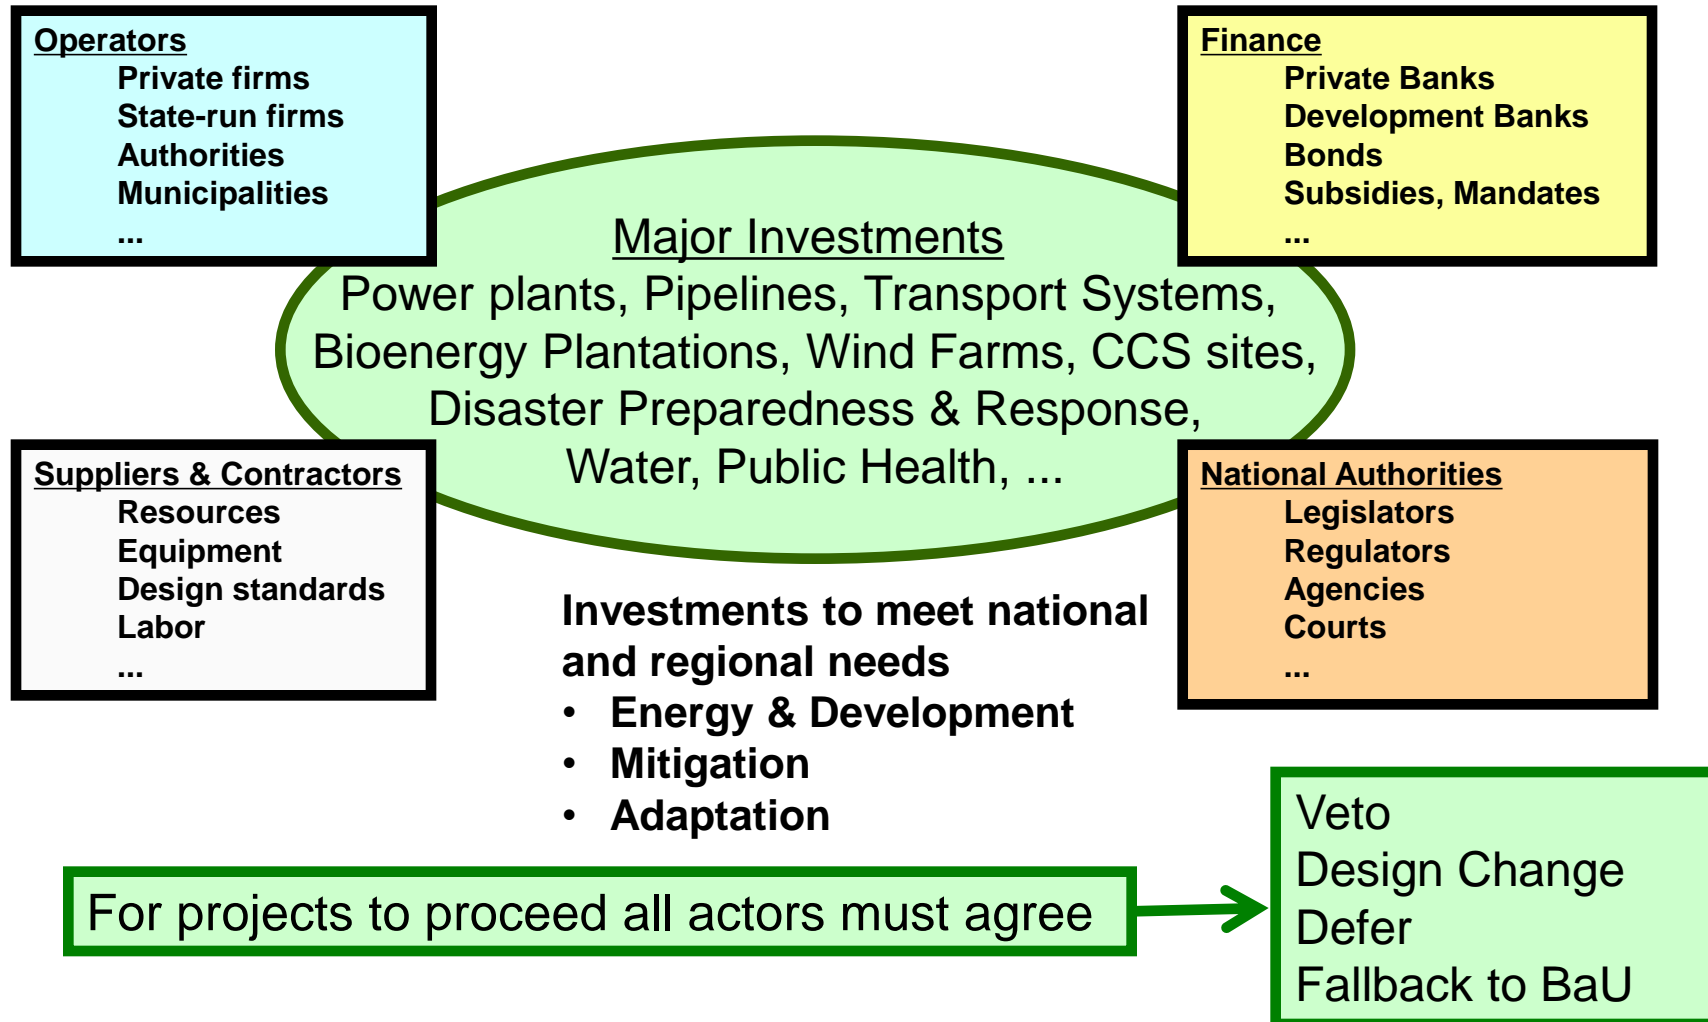 Operators
Private firms
State-run firms
Authorities
Municipalities
...
Finance
Private Banks
Development Banks
Bonds
Subsidies, Mandates
...
Major Investments
Power plants, Pipelines, Transport Systems,
Bioenergy Plantations, Wind Farms, CCS sites,
Disaster Preparedness & Response,
Water, Public Health, ...
Suppliers & Contractors
Resources
Equipment
Design standards
Labor
...
National Authorities
Legislators
Regulators
Agencies
Courts
...
Investments to meet national
and regional needs
• Energy & Development
• Mitigation
• Adaptation
For projects to proceed all actors must agree
Veto
Design Change
Defer
Fallback to BaU